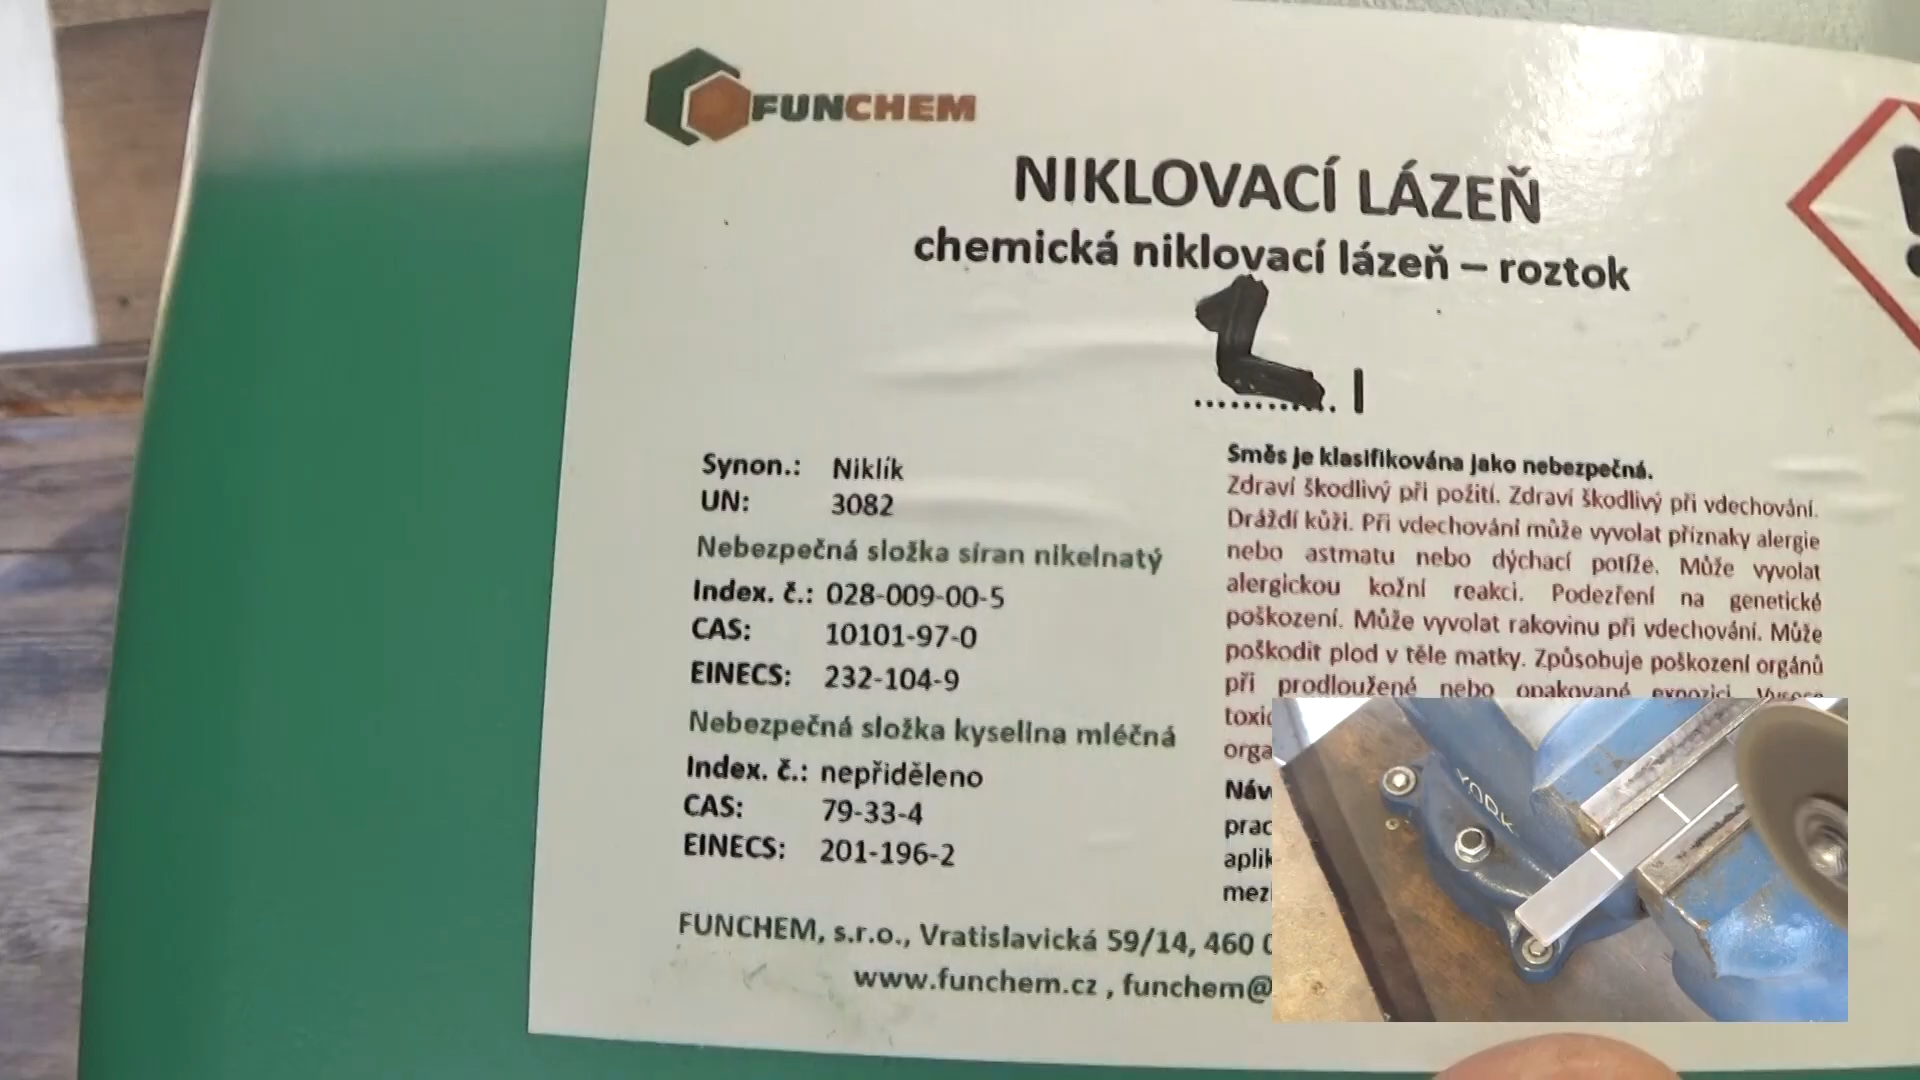 FUNCHEM
NIKLOVACÍ LÁZEŇ
chemická niklovací lázeň – roztok
............ l
Synon.: Niklík
UN: 3082
Nebezpečná složka síran nikelnatý
Index. č.: 028-009-00-5
CAS: 10101-97-0
EINECS: 232-104-9
Nebezpečná složka kyselina mléčná
Index. č.: nepřiděleno
CAS: 79-33-4
EINECS: 201-196-2
Směs je klasifikována jako nebezpečná.
Zdraví škodlivý při požití. Zdraví škodlivý při vdechování.
Dráždí kůži. Při vdechování může vyvolat příznaky alergie
nebo astmatu nebo dýchací potíže. Může vyvolat
alergickou kožní reakci. Podezření na genetické
poškození. Může vyvolat rakovinu při vdechování. Může
poškodit plod v těle matky. Způsobuje poškození orgánů
při prodloužené nebo opakované expozici.
FUNCHEM, s.r.o., Vratislavická 59/14, 460
www.funchem.cz , funchem@
YORK